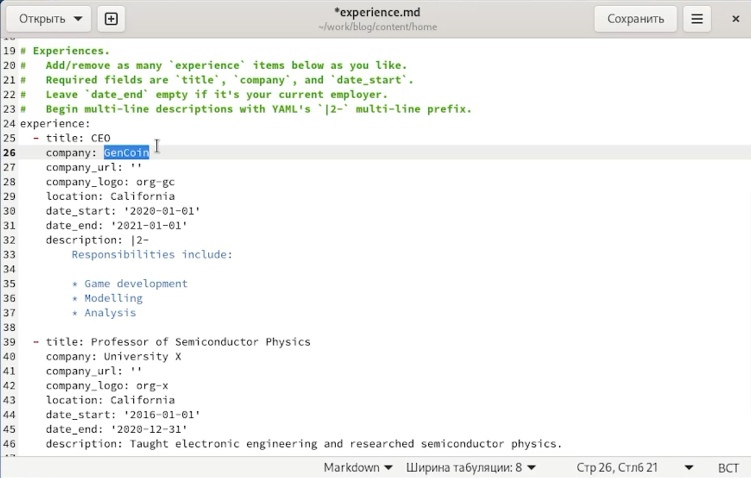 Открыть
*experience.md
~/work/blog/content/home
Сохранить
19 # Experiences.
20 #   Add/remove as many `experience` items below as you like.
21 #   Required fields are `title`, `company`, and `date_start`.
22 #   Leave `date_end` empty if it's your current employer.
23 #   Begin multi-line descriptions with YAML's `|2-` multi-line prefix.
24 experience:
25   - title: CEO
26     company: GenCoin
27     company_url: ''
28     company_logo: org-gc
29     location: California
30     date_start: '2020-01-01'
31     date_end: '2021-01-01'
32     description: |2-
33         Responsibilities include:
34
35         * Game development
36         * Modelling
37         * Analysis
38
39   - title: Professor of Semiconductor Physics
40     company: University X
41     company_url: ''
42     company_logo: org-x
43     location: California
44     date_start: '2016-01-01'
45     date_end: '2020-12-31'
46     description: Taught electronic engineering and researched semiconductor physics.
Markdown Ширина табуляции: 8 Стр 26, Стлб 21 ВСТ